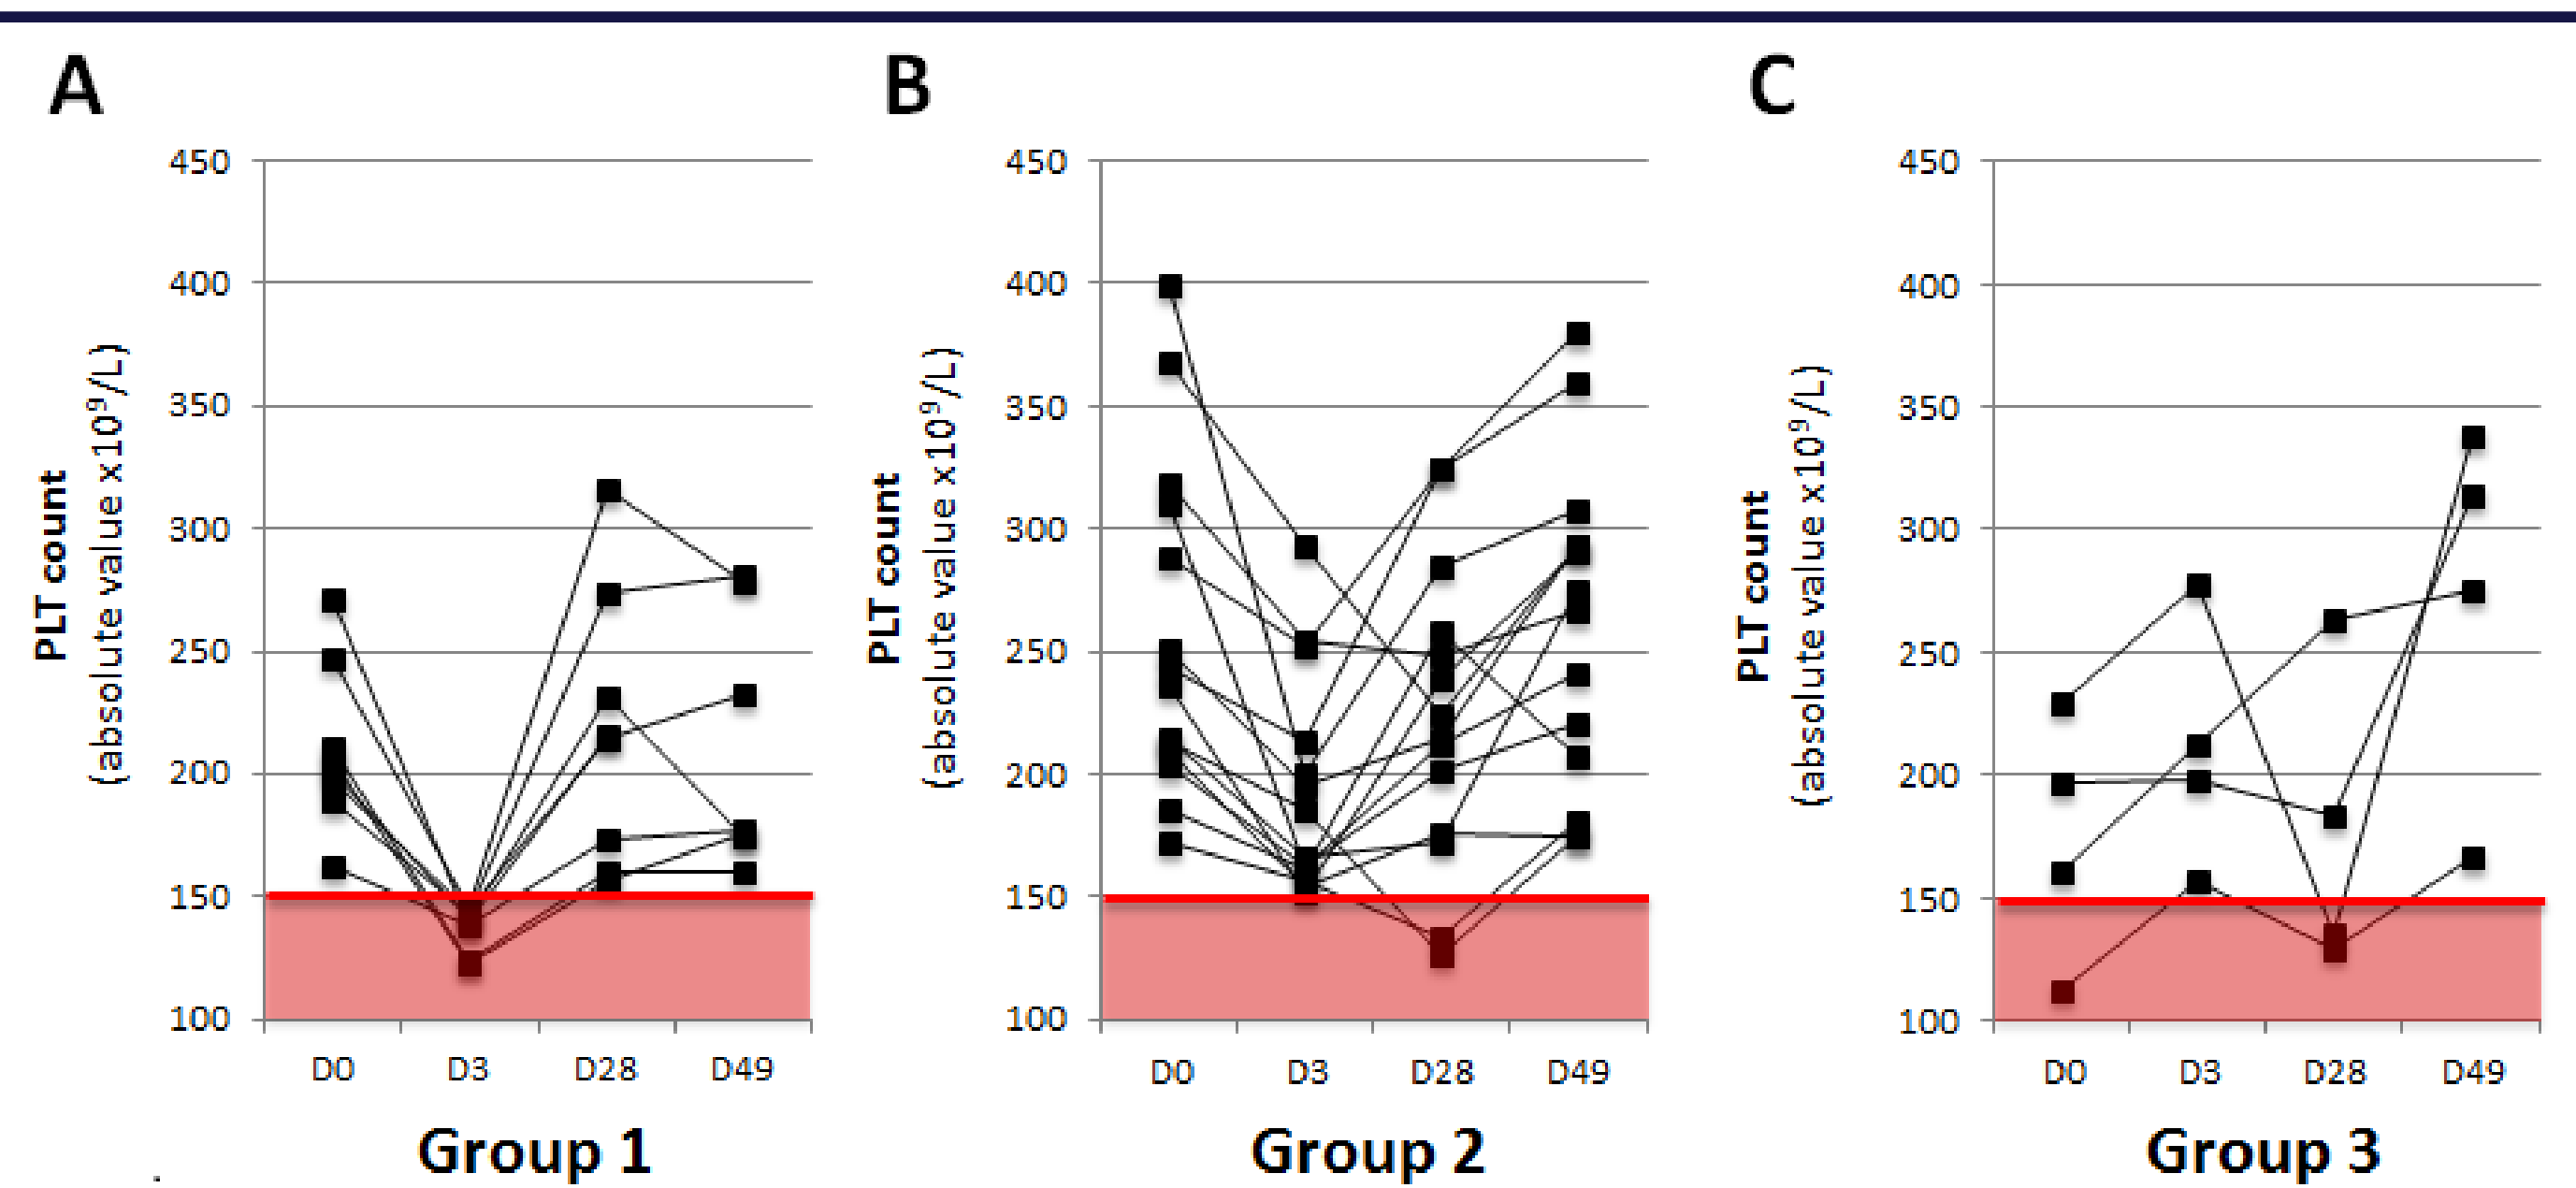 A
B
C
PLT count
(absolute value x10⁹/L)
450
400
350
300
250
200
150
100
D0 D3 D28 D49
Group 1
PLT count
(absolute value x10⁹/L)
450
400
350
300
250
200
150
100
D0 D3 D28 D49
Group 2
PLT count
(absolute value x10⁹/L)
450
400
350
300
250
200
150
100
D0 D3 D28 D49
Group 3